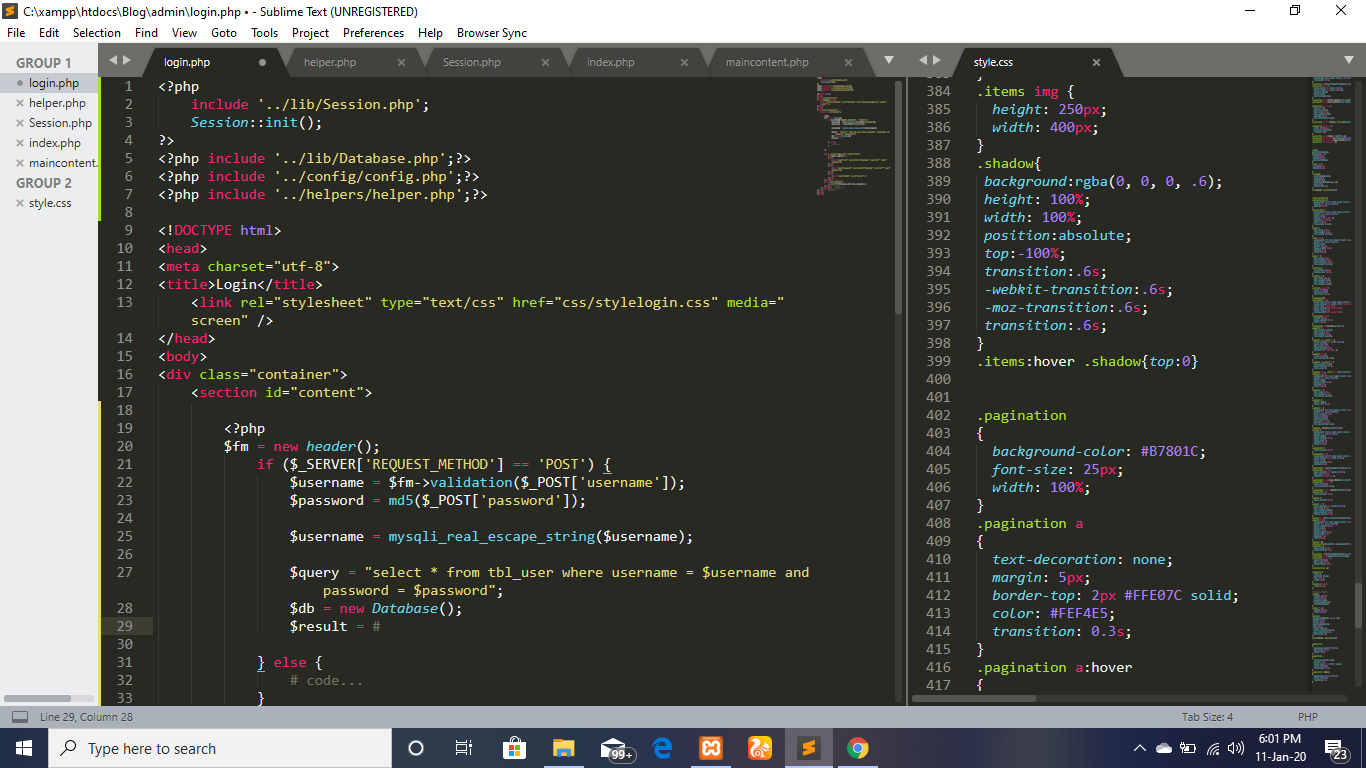 C:\xampp\htdocs\Blog\admin\login.php • - Sublime Text (UNREGISTERED)
File Edit Selection Find View Goto Tools Project Preferences Help Browser Sync
GROUP 1
login.php
helper.php
Session.php
index.php
maincontent.
GROUP 2
style.css
login.php helper.php Session.php index.php maincontent.php
1 <?php
2 include '../lib/Session.php';
3 Session::init();
4 ?>
5 <?php include '../lib/Database.php';?>
6 <?php include '../config/config.php';?>
7 <?php include '../helpers/helper.php';?>
8
9 <!DOCTYPE html>
10 <head>
11 <meta charset="utf-8">
12 <title>Login</title>
13 <link rel="stylesheet" type="text/css" href="css/stylelogin.css" media="
screen" />
14 </head>
15 <body>
16 <div class="container">
17 <section id="content">
18
19 <?php
20 $fm = new header();
21 if ($_SERVER['REQUEST_METHOD'] == 'POST') {
22 $username = $fm->validation($_POST['username']);
23 $password = md5($_POST['password']);
24
25 $username = mysqli_real_escape_string($username);
26
27 $query = "select * from tbl_user where username = $username and
password = $password";
28 $db = new Database();
29 $result = #
30
31 } else {
32 # code...
33 }
style.css
383 }
384 .items img {
385 height: 250px;
386 width: 400px;
387 }
388 .shadow{
389 background:rgba(0, 0, 0, .6);
390 height: 100%;
391 width: 100%;
392 position:absolute;
393 top:-100%;
394 transition:.6s;
395 -webkit-transition:.6s;
396 -moz-transition:.6s;
397 transition:.6s;
398 }
399 .items:hover .shadow{top:0}
400
401
402 .pagination
403 {
404 background-color: #B7801C;
405 font-size: 25px;
406 width: 100%;
407 }
408 .pagination a
409 {
410 text-decoration: none;
411 margin: 5px;
412 border-top: 2px #FFE07C solid;
413 color: #FEF4E5;
414 transition: 0.3s;
415 }
416 .pagination a:hover
417 {
Line 29, Column 28
Tab Size: 4 PHP
Type here to search
99+
6:01 PM
11-Jan-20
23